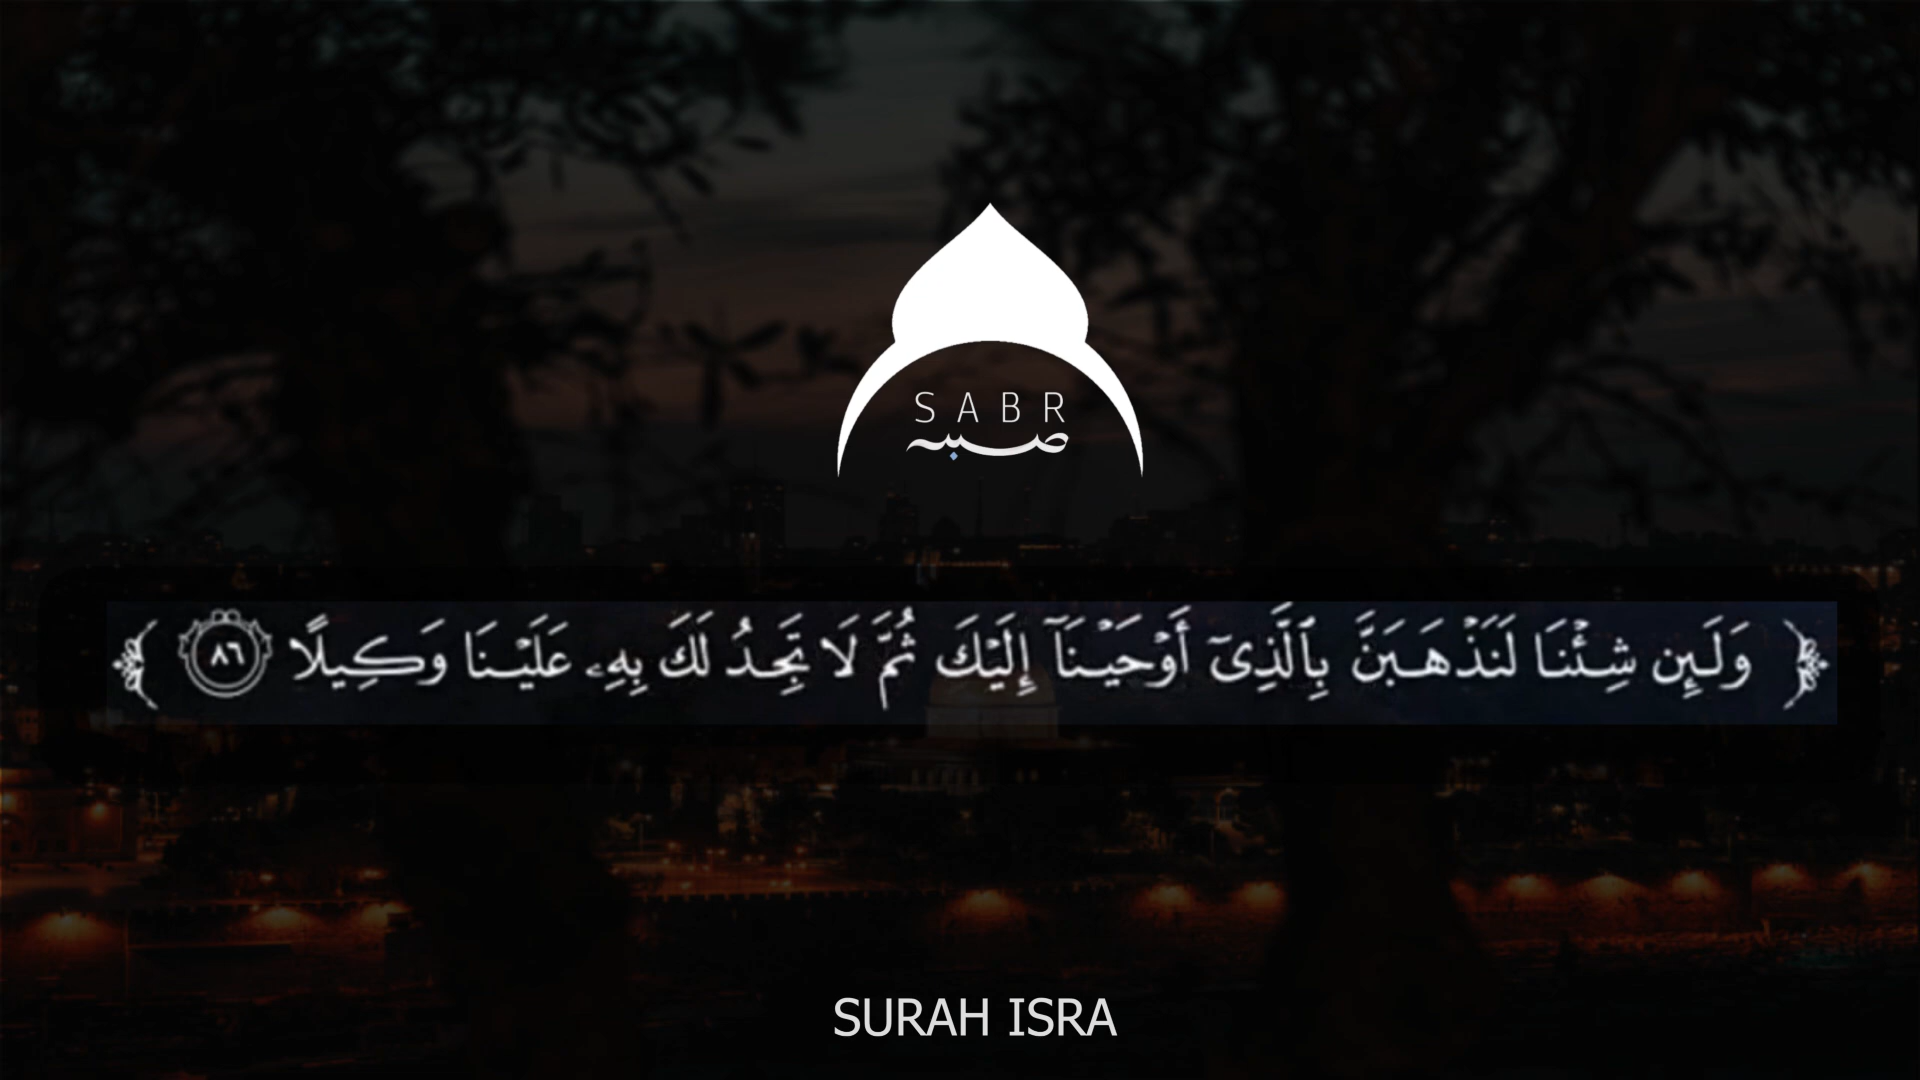 SABR
صبر
﴿ وَلَئِن شِئْنَا لَنَذْهَبَنَّ بِٱلَّذِىٓ أَوْحَيْنَآ إِلَيْكَ ثُمَّ لَا تَجِدُ لَكَ بِهِۦ عَلَيْنَا وَكِيلًا ٨٦ ﴾
SURAH ISRA